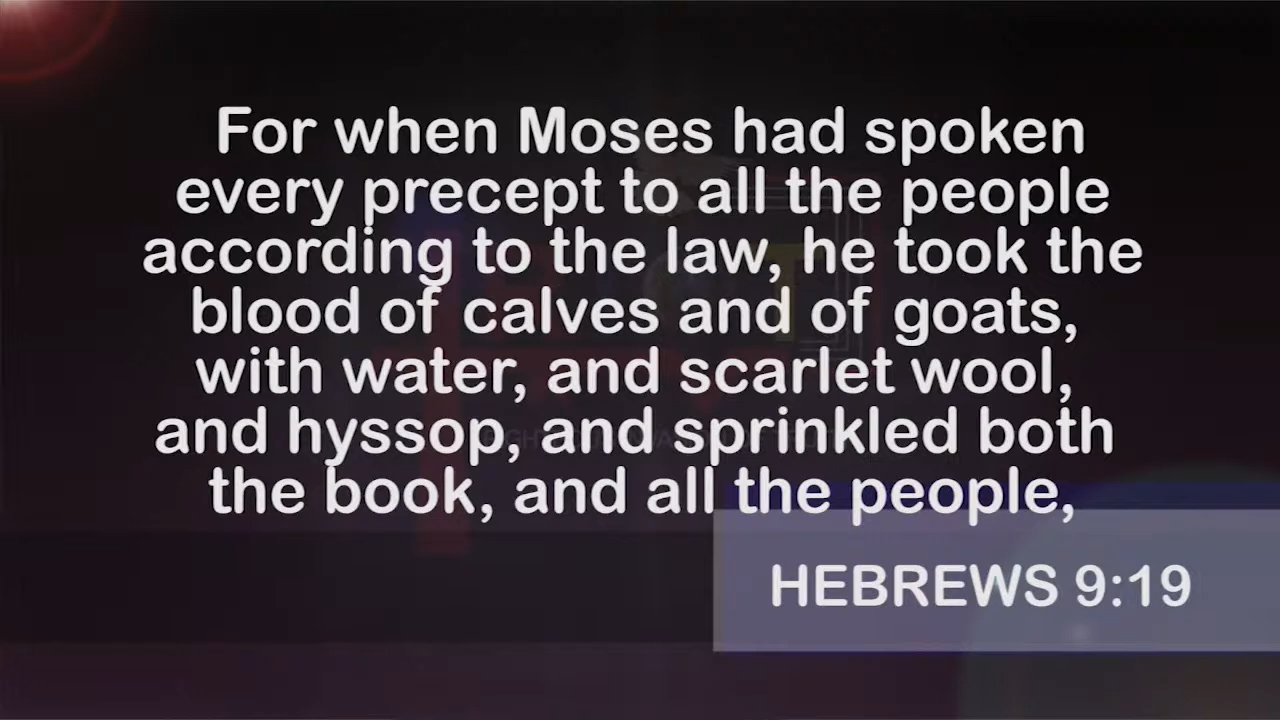 For when Moses had spoken
every precept to all the people
according to the law, he took the
blood of calves and of goats,
with water, and scarlet wool,
and hyssop, and sprinkled both
the book, and all the people,
HEBREWS 9:19